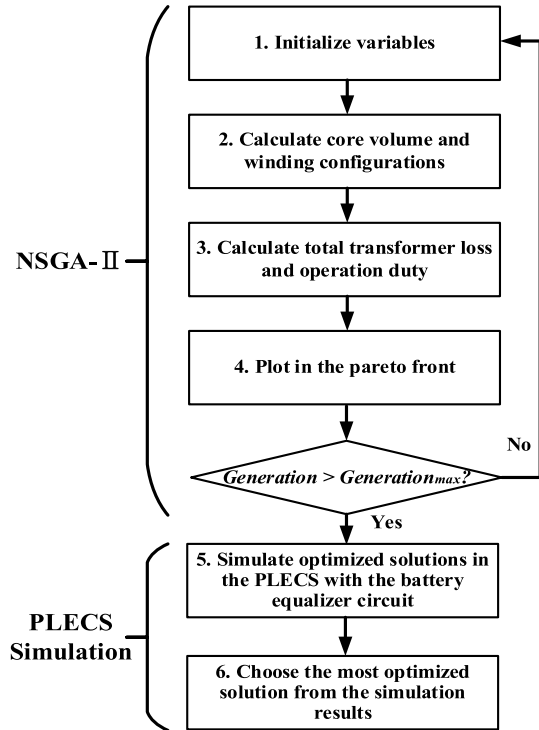 1. Initialize variables
2. Calculate core volume and
winding configurations
3. Calculate total transformer loss
and operation duty
NSGA-Ⅱ
4. Plot in the pareto front
No
Generation > Generationmax?
Yes
5. Simulate optimized solutions in
the PLECS with the battery
equalizer circuit
PLECS
Simulation
6. Choose the most optimized
solution from the simulation
results